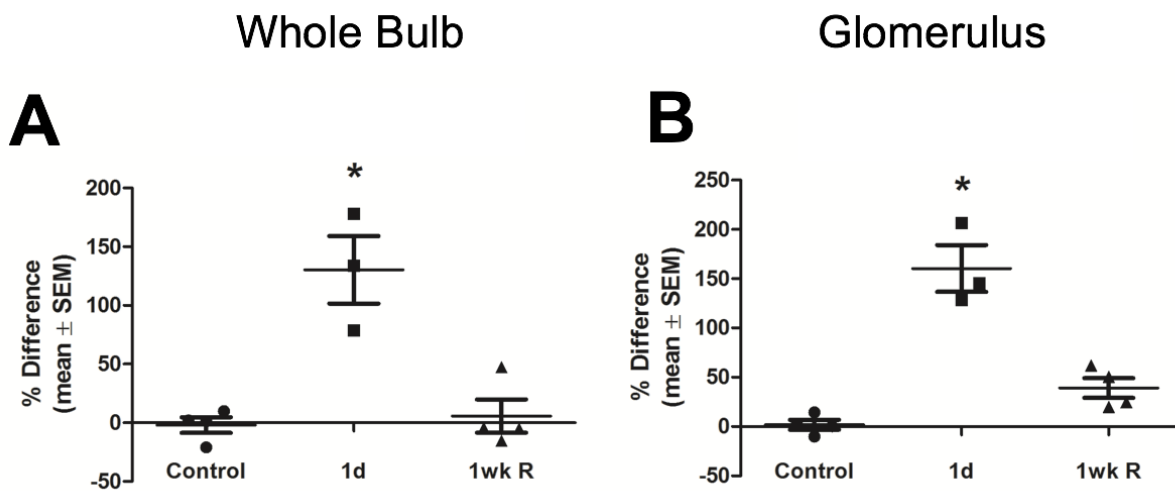 Whole Bulb
Glomerulus
A
B
% Difference
(mean ± SEM)
*
200
150
100
50
0
-50
Control
1d
1wk R
% Difference
(mean ± SEM)
*
250
200
150
100
50
0
-50
Control
1d
1wk R